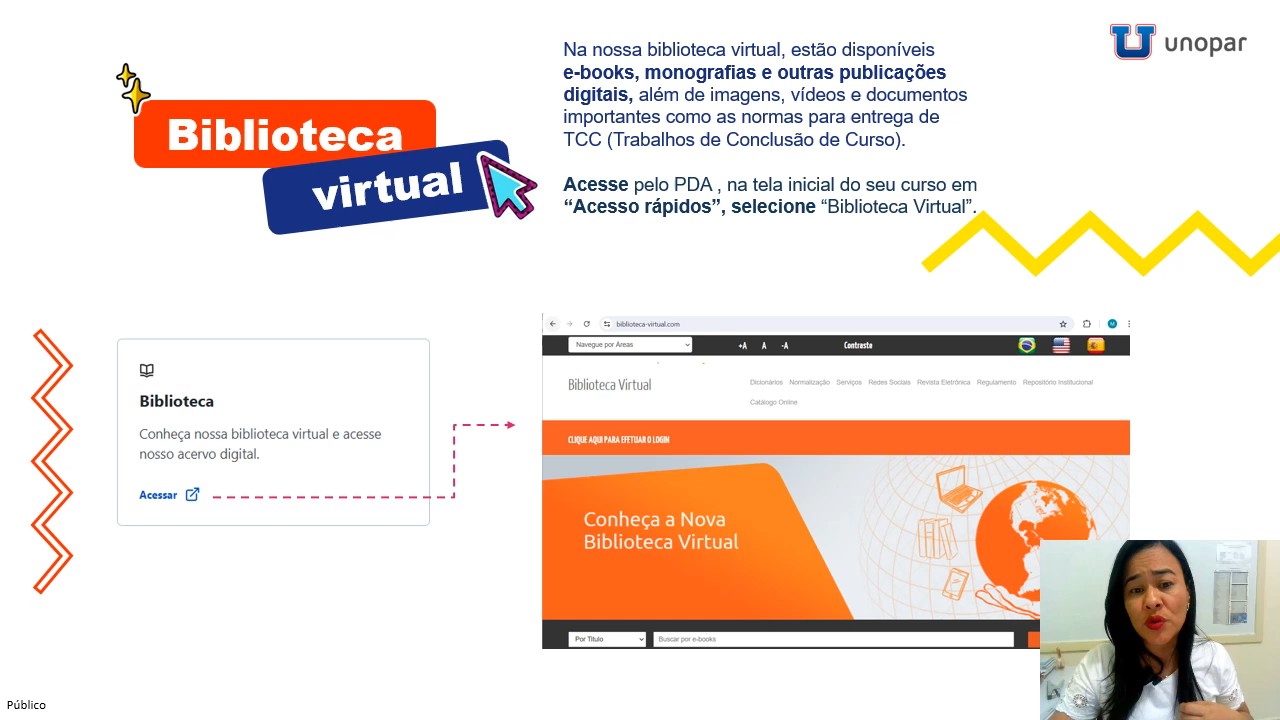 Biblioteca
virtual
Na nossa biblioteca virtual, estão disponíveis
e-books, monografias e outras publicações
digitais, além de imagens, vídeos e documentos
importantes como as normas para entrega de
TCC (Trabalhos de Conclusão de Curso).
Acesse pelo PDA , na tela inicial do seu curso em
“Acesso rápidos”, selecione “Biblioteca Virtual”.
unopar
Biblioteca
Conheça nossa biblioteca virtual e acesse
nosso acervo digital.
Acessar
biblioteca-virtual.com
M
Navegue por Áreas
+A A -A
Contraste
Biblioteca Virtual
Dicionários Normalização Serviços Redes Sociais Revista Eletrônica Regulamento Repositório Institucional
Catálogo Online
CLIQUE AQUI PARA EFETUAR O LOGIN
Conheça a Nova
Biblioteca Virtual
Por Título
Buscar por e-books
Público